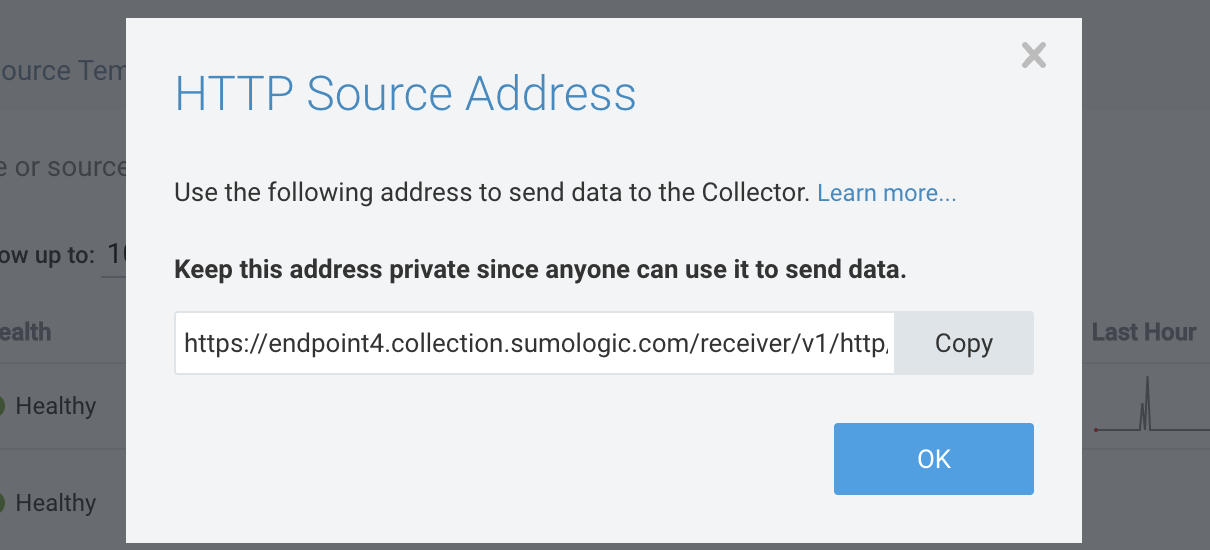 HTTP Source Address
ource Tem
e or source
Use the following address to send data to the Collector. Learn more...
ow up to: 10
Keep this address private since anyone can use it to send data.
ealth
https://endpoint4.collection.sumologic.com/receiver/v1/http/
Copy
Last Hour
Healthy
OK
Healthy